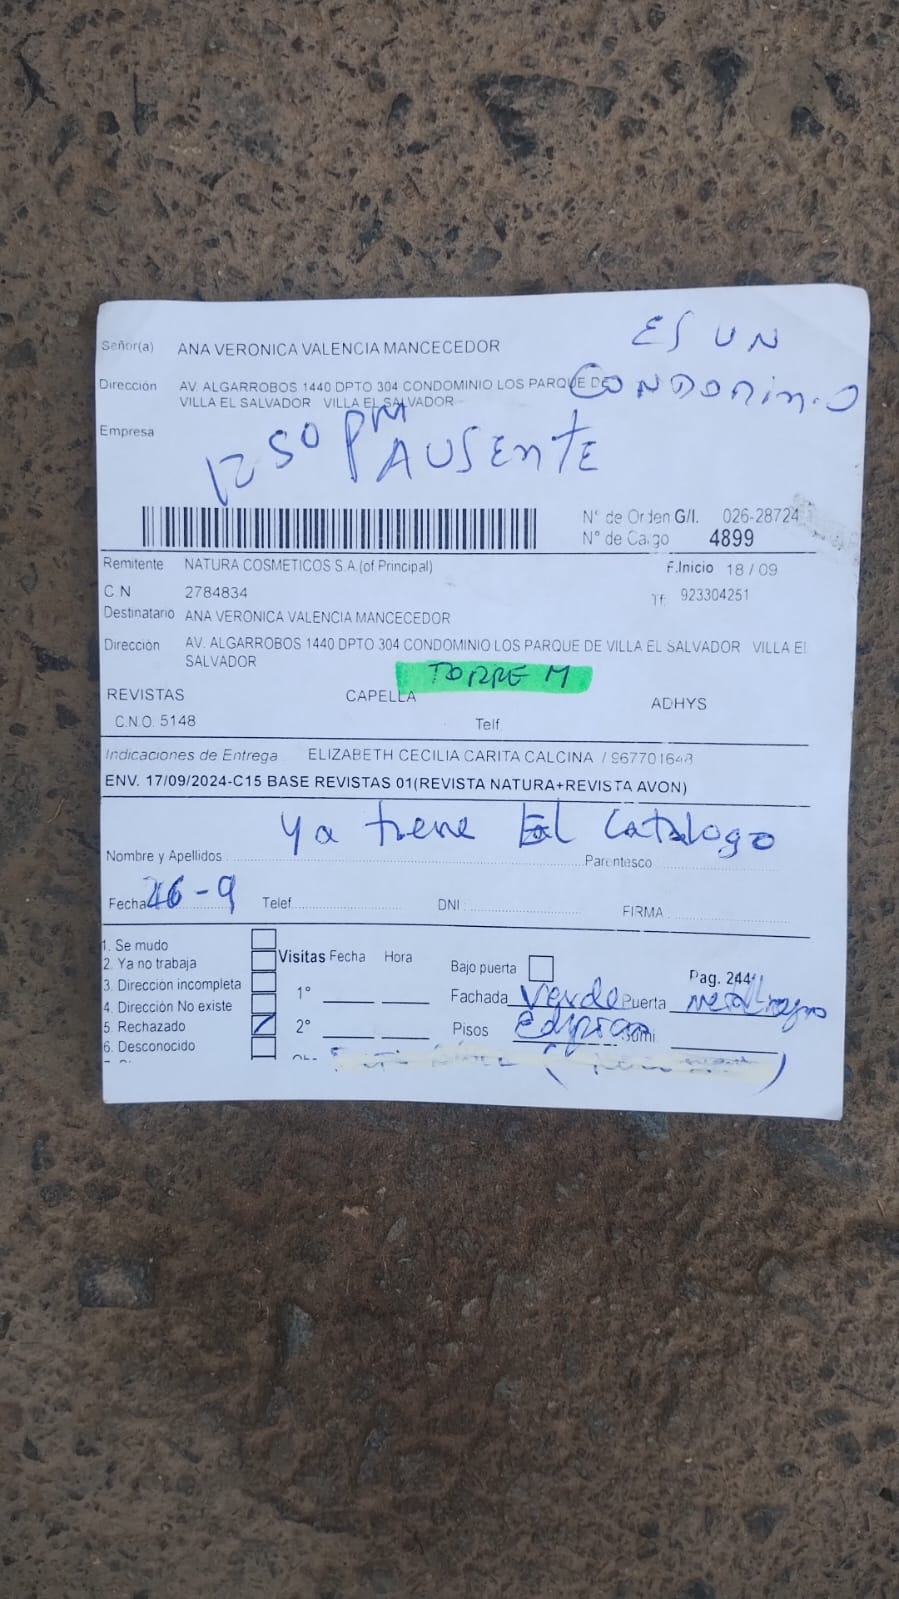 Señor(a) ANA VERONICA VALENCIA MANCECEDOR
ES UN
CONDOMINIO
Dirección AV. ALGARROBOS 1440 DPTO 304 CONDOMINIO LOS PARQUE DE
VILLA EL SALVADOR VILLA EL SALVADOR
Empresa
12 50 PM AUSENTE
N° de Orden G/I. 026-28724
N° de Cargo 4899
Remitente NATURA COSMETICOS S.A.(of Principal) F.Inicio 18 / 09
C.N 2784834 Tf. 923304251
Destinatario ANA VERONICA VALENCIA MANCECEDOR
Dirección AV. ALGARROBOS 1440 DPTO 304 CONDOMINIO LOS PARQUE DE VILLA EL SALVADOR VILLA EL
SALVADOR
TORRE M
REVISTAS CAPELLA ADHYS
C.N.O. 5148 Telf
Indicaciones de Entrega ELIZABETH CECILIA CARITA CALCINA / 967701648
ENV. 17/09/2024-C15 BASE REVISTAS 01(REVISTA NATURA+REVISTA AVON)
Ya tiene El Catalogo
Nombre y Apellidos Parentesco
Fecha 26-9 Telef. DNI: FIRMA
1. Se mudo
2. Ya no trabaja
3. Dirección incompleta
4. Dirección No existe
5. Rechazado
6. Desconocido
Visitas Fecha Hora
1°
2°
Bajo puerta Pag. 244
Fachada Verde Puerta metal negro
Pisos Sumi.